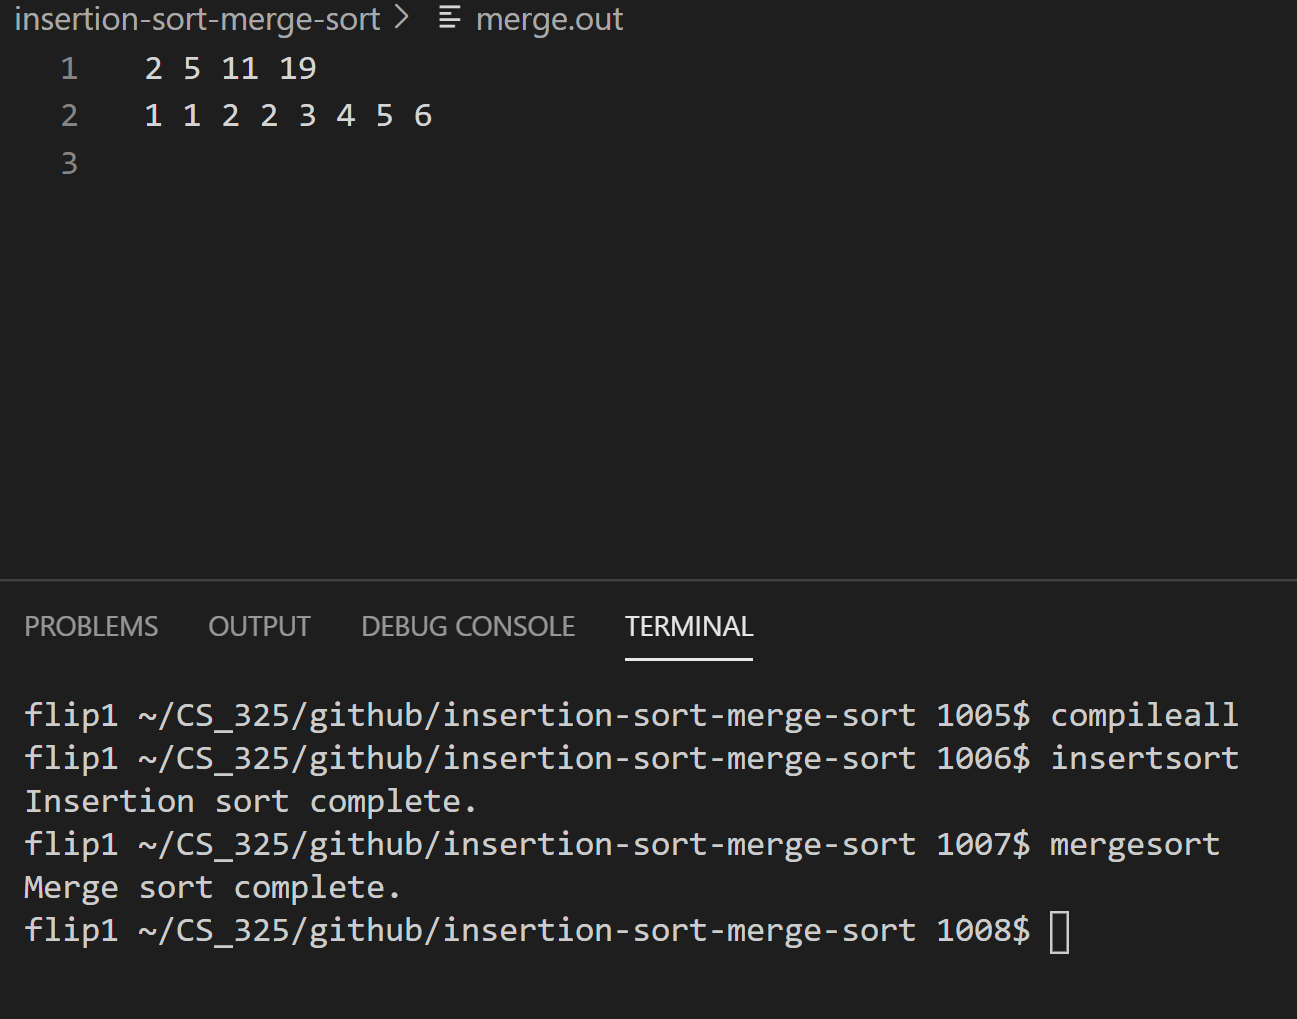 insertion-sort-merge-sort > merge.out
1 2 5 11 19
2 1 1 2 2 3 4 5 6
3
PROBLEMS OUTPUT DEBUG CONSOLE TERMINAL
flip1 ~/CS_325/github/insertion-sort-merge-sort 1005$ compileall
flip1 ~/CS_325/github/insertion-sort-merge-sort 1006$ insertsort
Insertion sort complete.
flip1 ~/CS_325/github/insertion-sort-merge-sort 1007$ mergesort
Merge sort complete.
flip1 ~/CS_325/github/insertion-sort-merge-sort 1008$